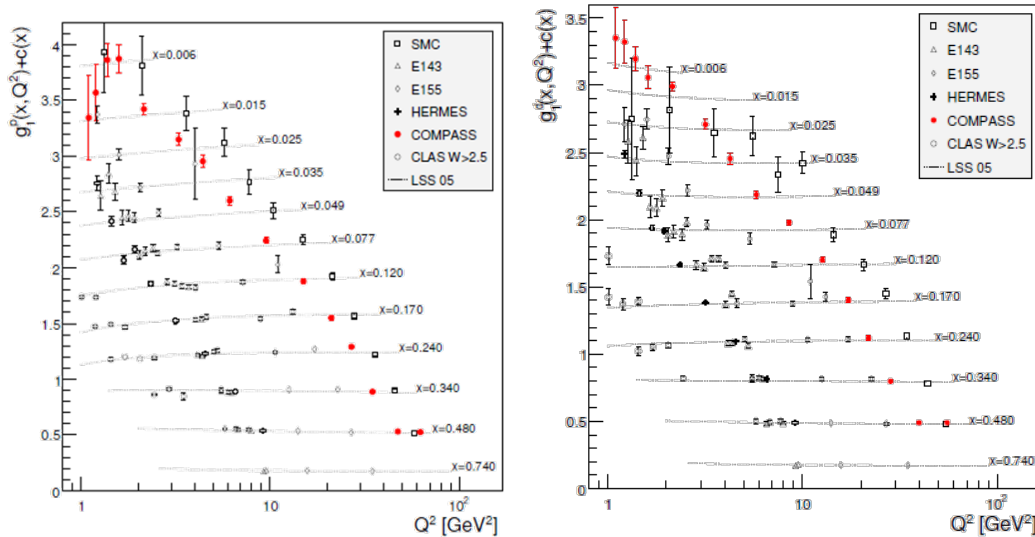 g₁ᵖ(x,Q²)+c(x)
4
3.5
3
2.5
2
1.5
1
0.5
0
x=0.006
x=0.015
x=0.025
x=0.035
x=0.049
x=0.077
x=0.120
x=0.170
x=0.240
x=0.340
x=0.480
x=0.740
SMC
E143
E155
HERMES
COMPASS
CLAS W>2.5
LSS 05
1
10
10²
Q² [GeV²]
g₁ᵈ(x,Q²)+c(x)
3.5
3
2.5
2
1.5
1
0.5
0
x=0.006
x=0.015
x=0.025
x=0.035
x=0.049
x=0.077
x=0.120
x=0.170
x=0.240
x=0.340
x=0.480
x=0.740
SMC
E143
E155
HERMES
COMPASS
CLAS W>2.5
LSS 05
1
10
10²
Q² [GeV²]